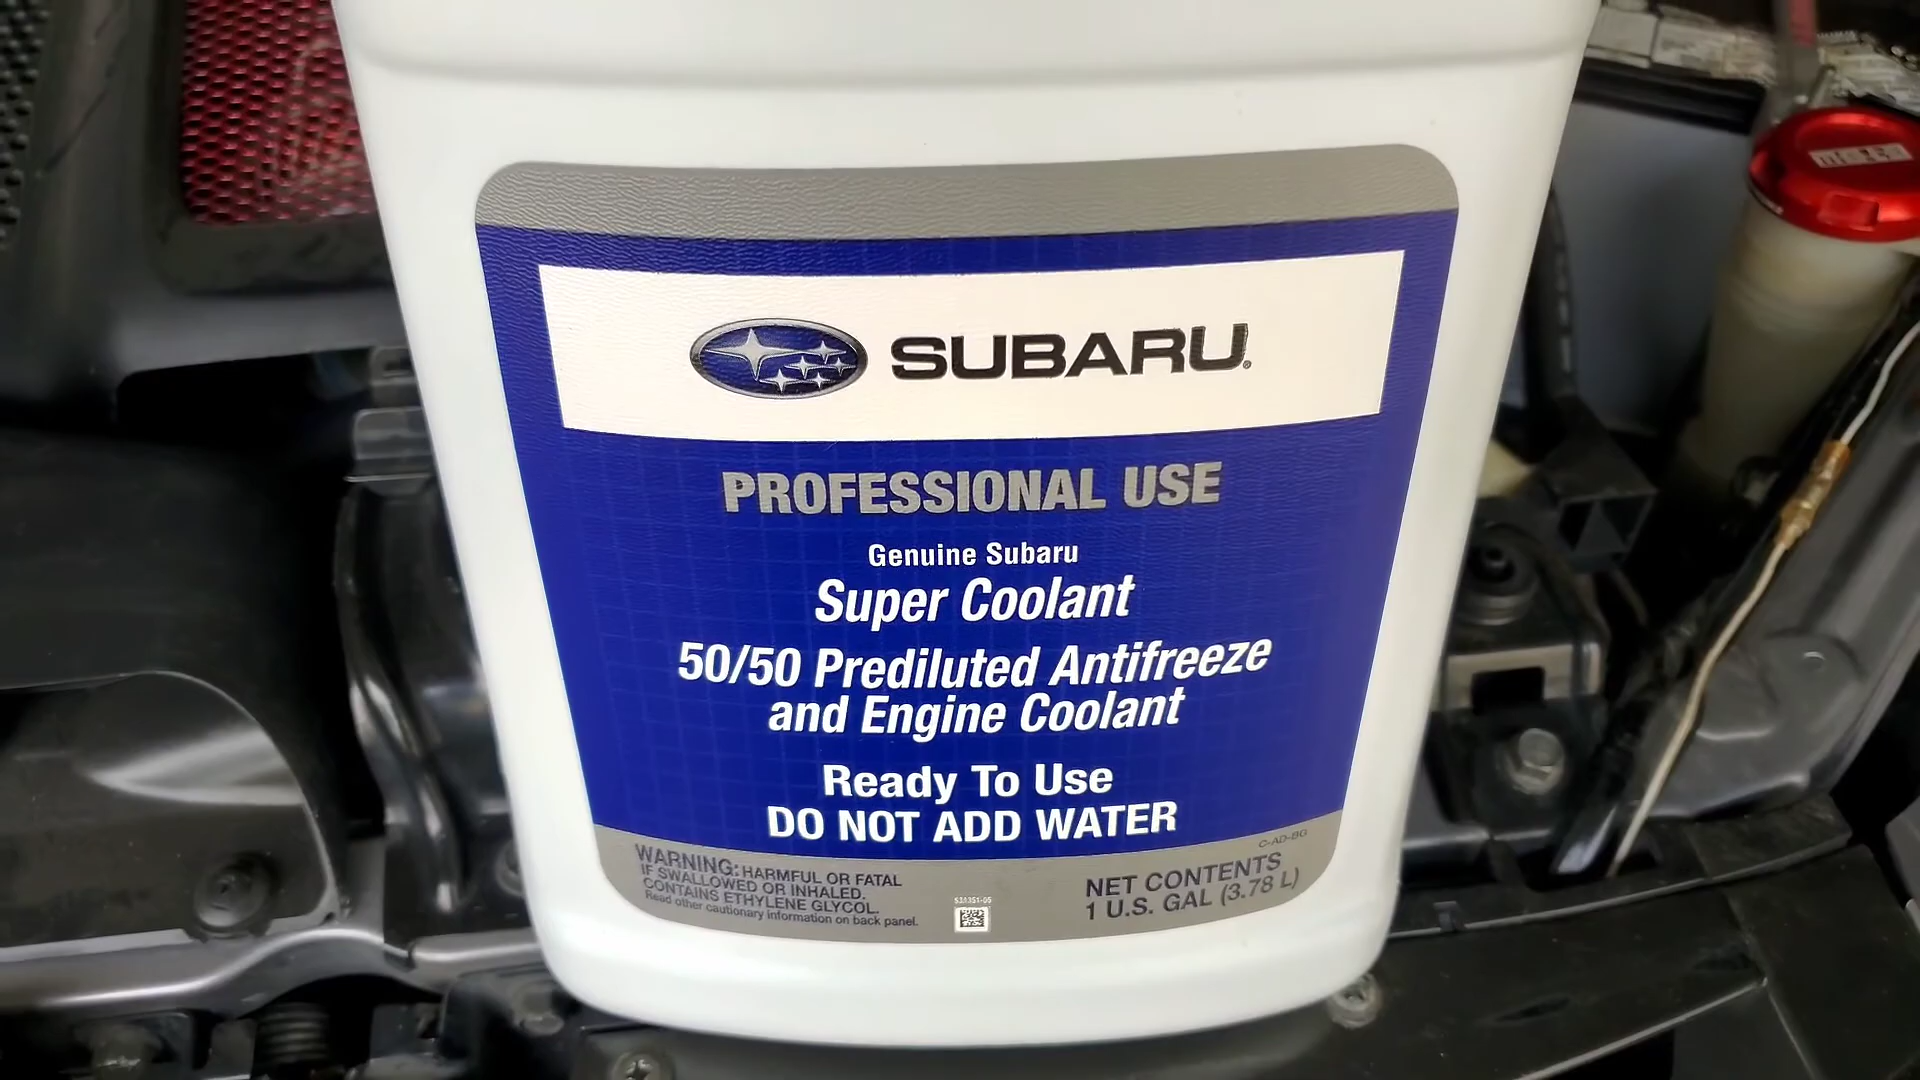 SUBARU®
PROFESSIONAL USE
Genuine Subaru
Super Coolant
50/50 Prediluted Antifreeze
and Engine Coolant
Ready To Use
DO NOT ADD WATER
C-AD-BG
WARNING: HARMFUL OR FATAL
IF SWALLOWED OR INHALED.
CONTAINS ETHYLENE GLYCOL.
Read other cautionary information on back panel.
NET CONTENTS
1 U.S. GAL (3.78 L)